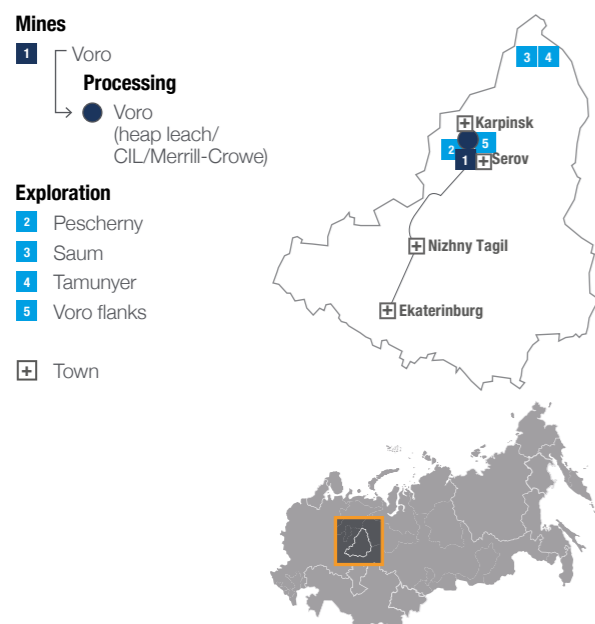 Mines
1 Voro
Processing
Voro
(heap leach/
CIL/Merrill-Crowe)
Exploration
2 Pescherny
3 Saum
4 Tamunyer
5 Voro flanks
Town
3 4
Karpinsk
2 5
1 Serov
Nizhny Tagil
Ekaterinburg